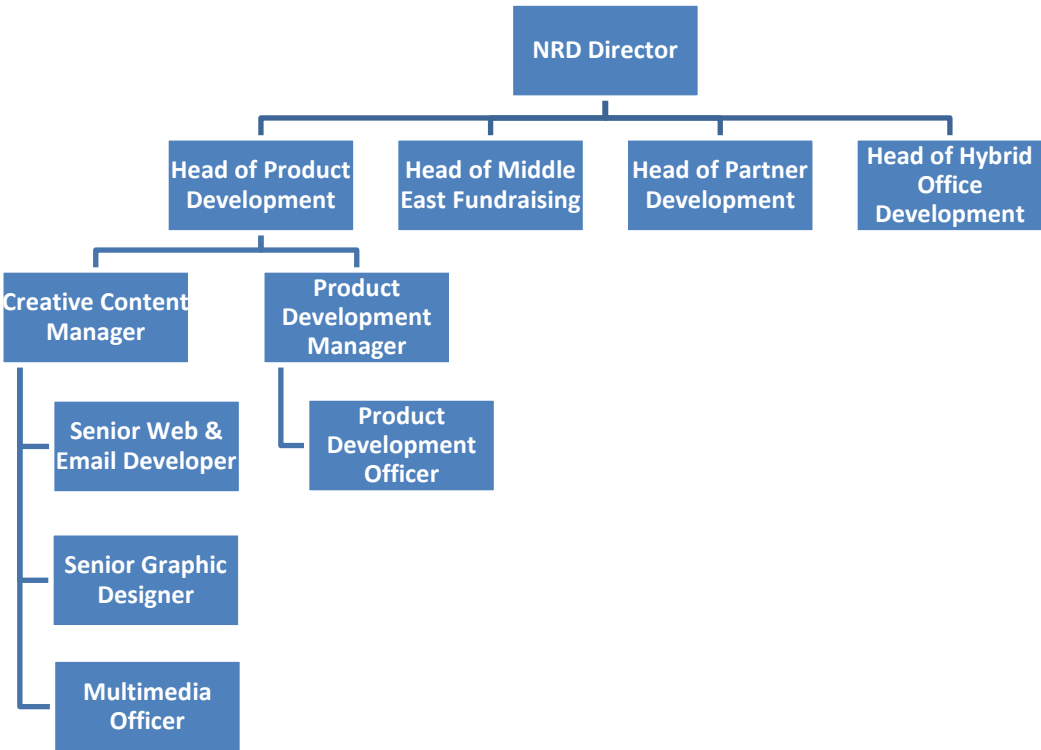 NRD Director
Head of Product
Development
Head of Middle
East Fundraising
Head of Partner
Development
Head of Hybrid
Office
Development
Creative Content
Manager
Product
Development
Manager
Senior Web &
Email Developer
Product
Development
Officer
Senior Graphic
Designer
Multimedia
Officer